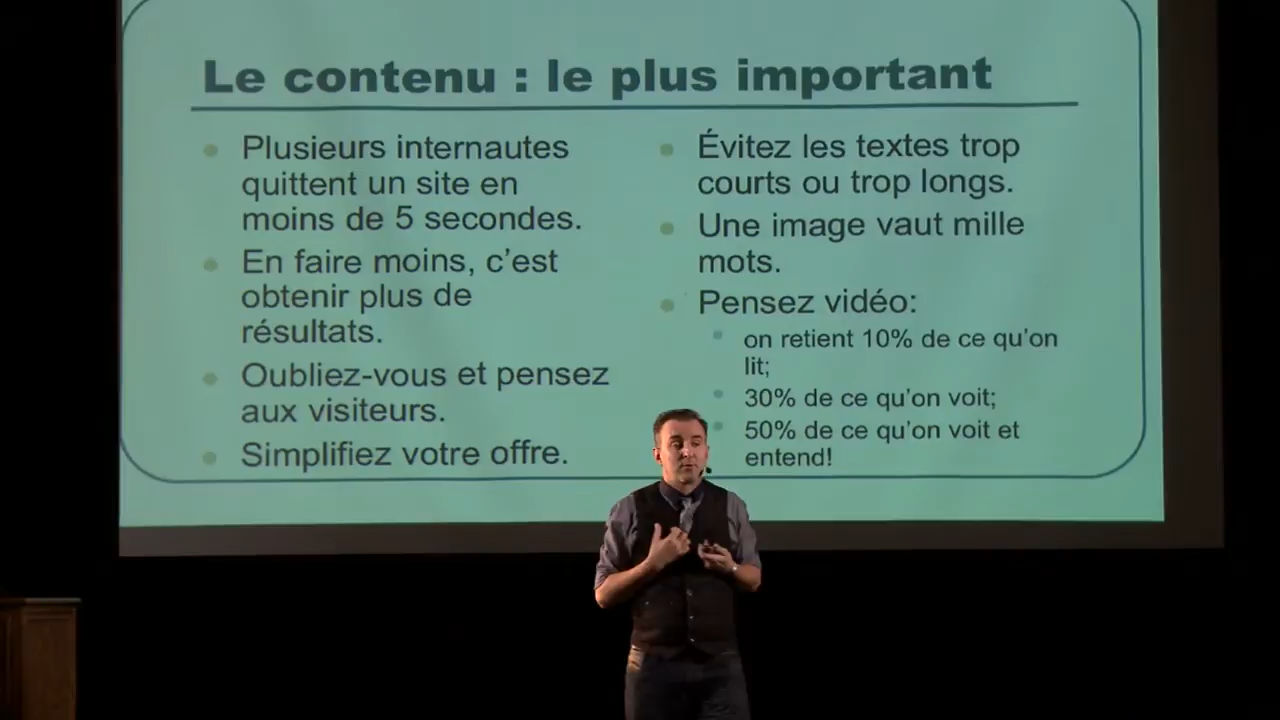 Le contenu : le plus important
Plusieurs internautes
quittent un site en
moins de 5 secondes.
En faire moins, c'est
obtenir plus de
résultats.
Oubliez-vous et pensez
aux visiteurs.
Simplifiez votre offre.
Évitez les textes trop
courts ou trop longs.
Une image vaut mille
mots.
Pensez vidéo:
on retient 10% de ce qu'on
lit;
30% de ce qu'on voit;
50% de ce qu'on voit et
entend!